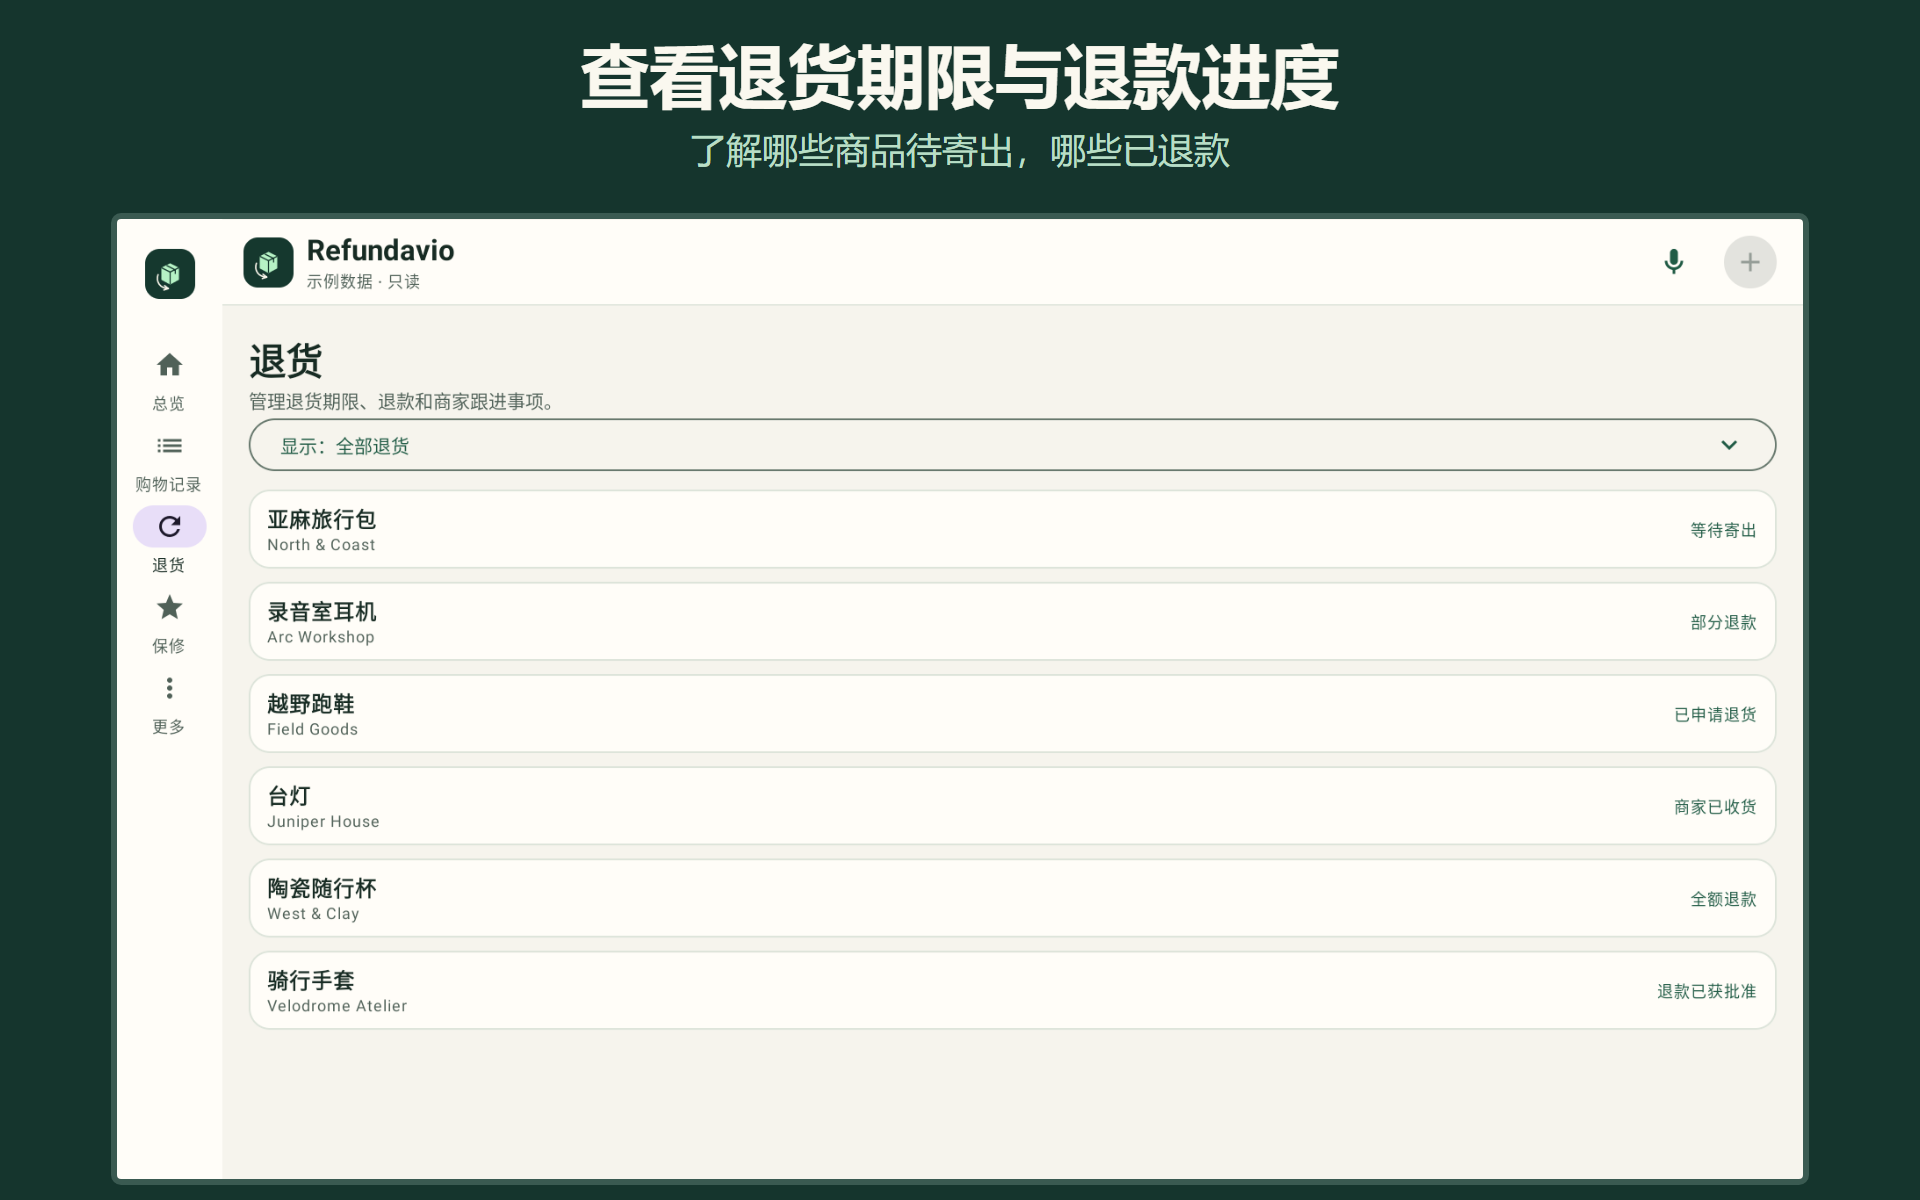 查看退货期限与退款进度
了解哪些商品待寄出，哪些已退款
Refundavio
示例数据 · 只读
总览
购物记录
退货
保修
更多
退货
管理退货期限、退款和商家跟进事项。
显示：全部退货
亚麻旅行包
North & Coast
等待寄出
录音室耳机
Arc Workshop
部分退款
越野跑鞋
Field Goods
已申请退货
台灯
Juniper House
商家已收货
陶瓷随行杯
West & Clay
全额退款
骑行手套
Velodrome Atelier
退款已获批准